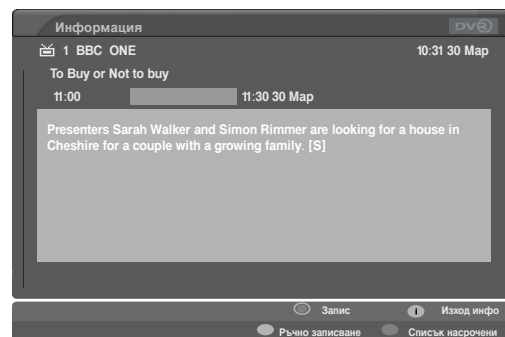 Информация DVR
1 BBC ONE 10:31 30 Мар
To Buy or Not to buy
11:00 11:30 30 Мар
Presenters Sarah Walker and Simon Rimmer are looking for a house in
Cheshire for a couple with a growing family. [S]
Запис i Изход инфо
Ръчно записване Списък насрочени